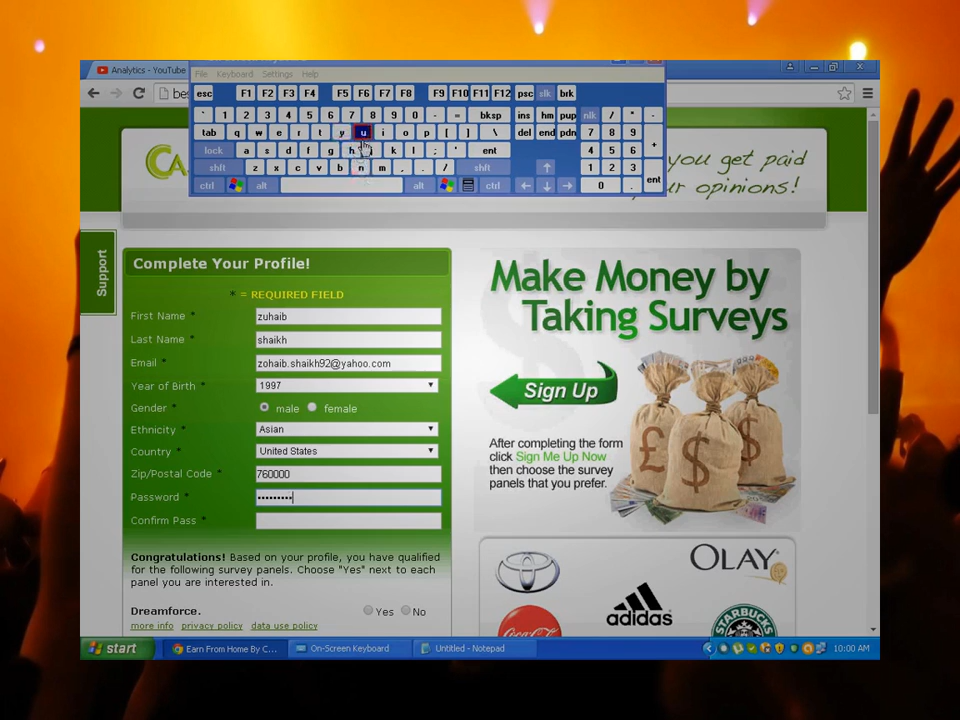 Analytics - YouTube
File Keyboard Settings Help
esc F1 F2 F3 F4 F5 F6 F7 F8 F9 F10 F11 F12 psc slk brk
` 1 2 3 4 5 6 7 8 9 0 - = bksp ins hm pup nlk / * -
tab q w e r t y u i o p [ ] \ del end pdn 7 8 9 +
lock a s d f g h j k l ; ' ent 4 5 6
shft z x c v b n m , . / shft ↑ 1 2 3 ent
ctrl alt alt ctrl ← ↓ → 0 .
you get paid
ur opinions!
Support
Complete Your Profile!
* = REQUIRED FIELD
First Name * zuhaib
Last Name * shaikh
Email * zohaib.shaikh92@yahoo.com
Year of Birth * 1997
Gender * male female
Ethnicity * Asian
Country * United States
Zip/Postal Code * 760000
Password * •••••••••
Confirm Pass *
Congratulations! Based on your profile, you have qualified
for the following survey panels. Choose "Yes" next to each
panel you are interested in.
Dreamforce. Yes No
more info privacy policy data use policy
Make Money by
Taking Surveys
Sign Up
After completing the form
click Sign Me Up Now
then choose the survey
panels that you prefer.
£ $ $
OLAY
TOYOTA
adidas
Coca-Cola
STARBUCKS
start Earn From Home By C... On-Screen Keyboard Untitled - Notepad 10:00 AM